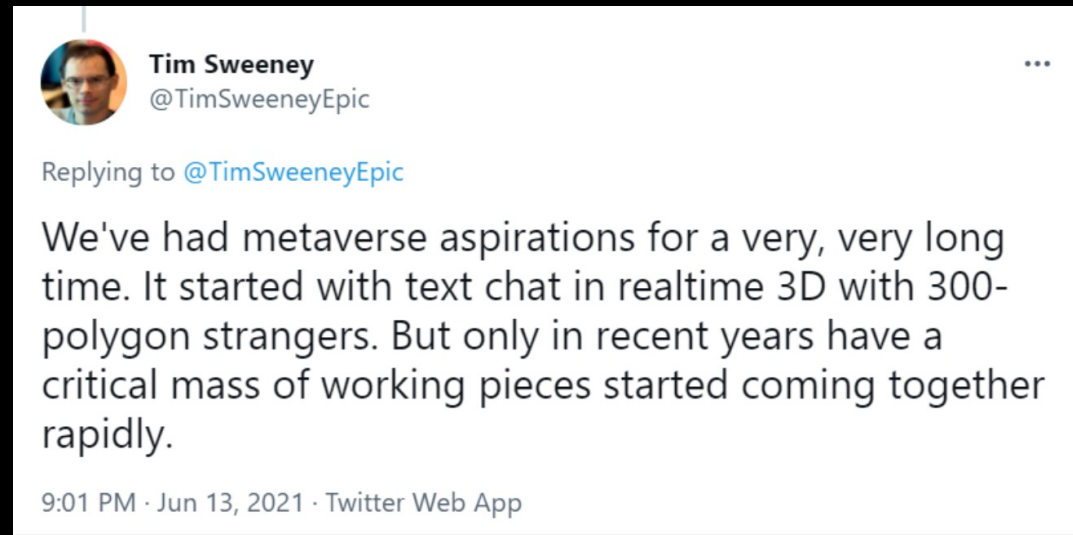 Tim Sweeney
@TimSweeneyEpic
Replying to @TimSweeneyEpic
We've had metaverse aspirations for a very, very long
time. It started with text chat in realtime 3D with 300-
polygon strangers. But only in recent years have a
critical mass of working pieces started coming together
rapidly.
9:01 PM · Jun 13, 2021 · Twitter Web App